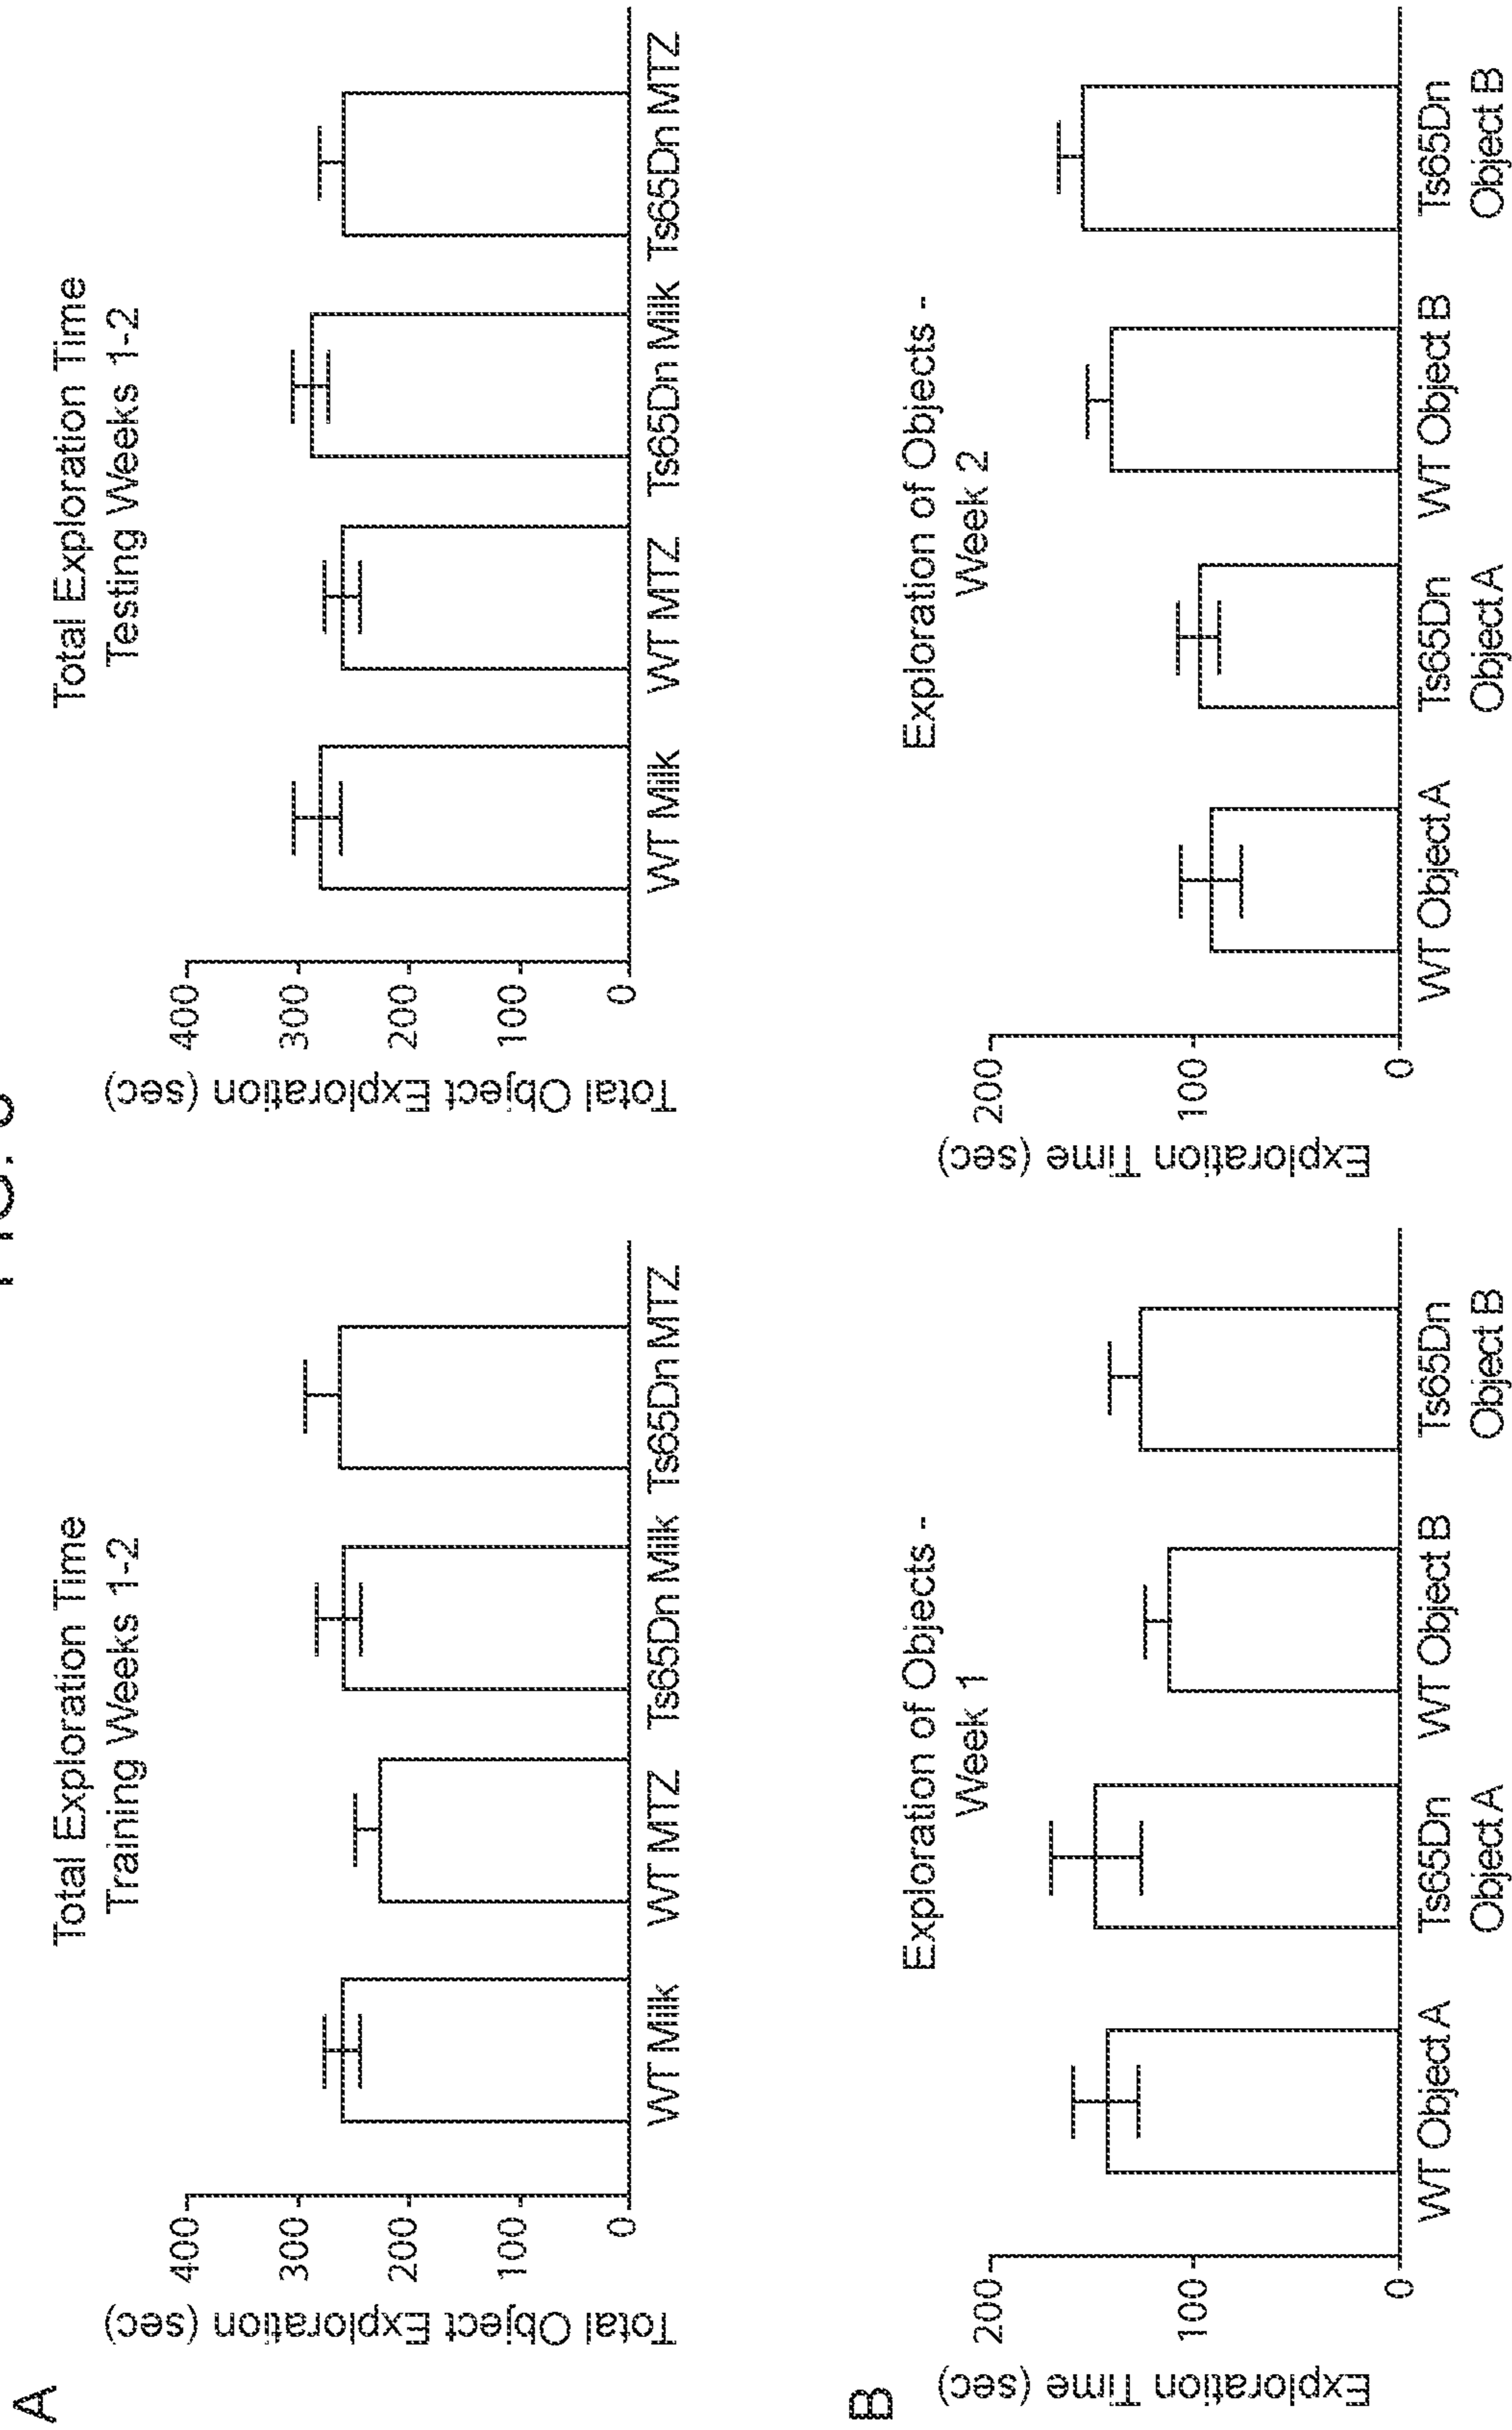 A
Total Exploration Time
Training Weeks 1-2
Total Object Exploration (sec)
400
300
200
100
0
WT Milk
WT MTZ
Ts65Dn Milk
Ts65Dn MTZ
Total Exploration Time
Testing Weeks 1-2
Total Object Exploration (sec)
400
300
200
100
0
WT Milk
WT MTZ
Ts65Dn Milk
Ts65Dn MTZ
B
Exploration of Objects -
Week 1
Exploration Time (sec)
200
100
0
WT Object A
Ts65Dn
Object A
WT Object B
Ts65Dn
Object B
Exploration of Objects -
Week 2
Exploration Time (sec)
200
100
0
WT Object A
Ts65Dn
Object A
WT Object B
Ts65Dn
Object B